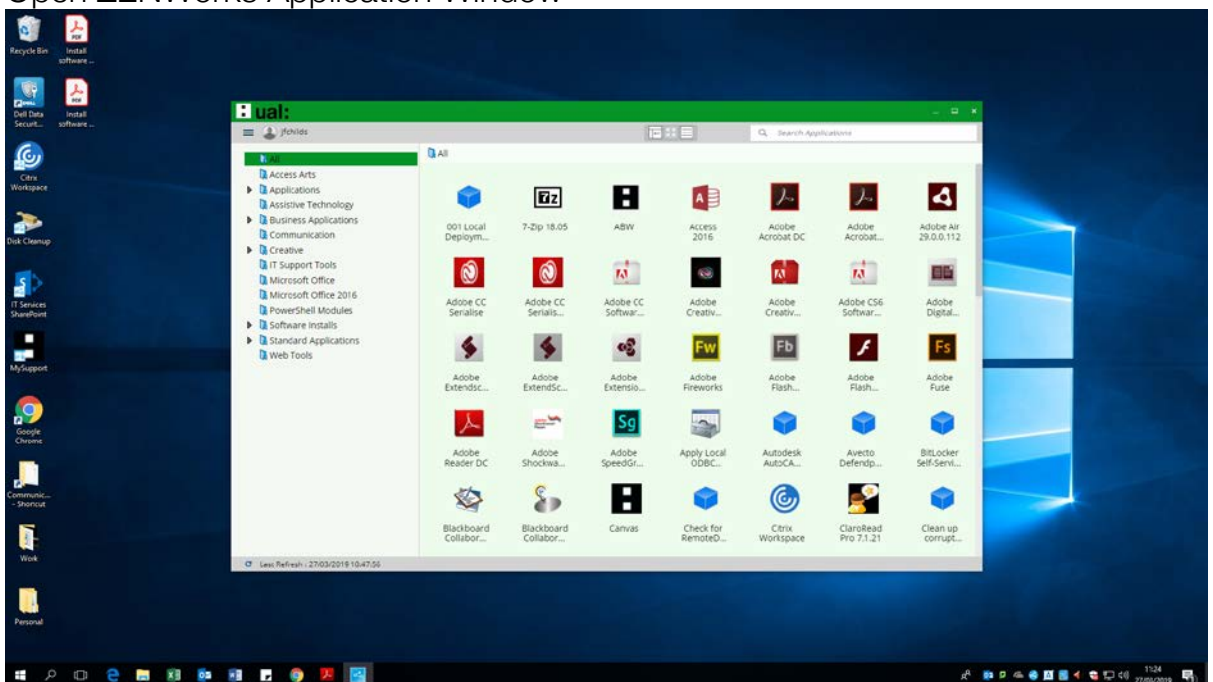 Open ZENWorks Application Window
Recycle Bin
Install
software ...
Dell Data
Securit...
Install
software ...
Citrix
Workspace
Disk Cleanup
IT Services
SharePoint
MySupport
Google
Chrome
Communic...
- Shortcut
Work
Personal
ual:
jfchilds
Search Applications
All
Access Arts
Applications
Assistive Technology
Business Applications
Communication
Creative
IT Support Tools
Microsoft Office
Microsoft Office 2016
PowerShell Modules
Software Installs
Standard Applications
Web Tools
All
001 Local
Deploym...
7-Zip 18.05
ABW
Access
2016
Adobe
Acrobat DC
Adobe
Acrobat...
Adobe Air
29.0.0.112
Adobe CC
Serialise
Adobe CC
Serialis...
Adobe CC
Softwar...
Adobe
Creativ...
Adobe
Creativ...
Adobe CS6
Softwar...
Adobe
Digital...
Adobe
Extendsc...
Adobe
ExtendSc...
Adobe
Extensio...
Fw
Adobe
Fireworks
Fb
Adobe
Flash...
Adobe
Flash...
Fs
Adobe
Fuse
Adobe
Reader DC
Adobe
Shockwa...
Sg
Adobe
SpeedGr...
Apply Local
ODBC...
Autodesk
AutoCA...
Avecto
Defendp...
BitLocker
Self-Servi...
Blackboard
Collabor...
Blackboard
Collabor...
Canvas
Check for
RemoteD...
Citrix
Workspace
ClaroRead
Pro 7.1.21
Clean up
corrupt...
Last Refresh : 27/03/2019 10:47:56
11:24